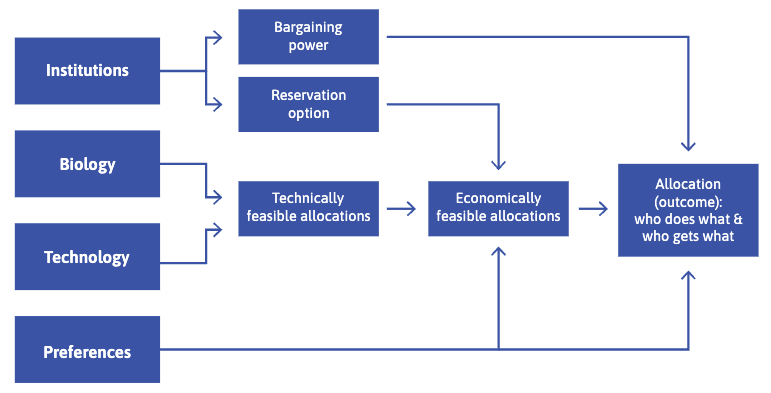 Institutions
Bargaining
power
Reservation
option
Biology
Technology
Technically
feasible allocations
Economically
feasible allocations
Allocation
(outcome):
who does what &
who gets what
Preferences